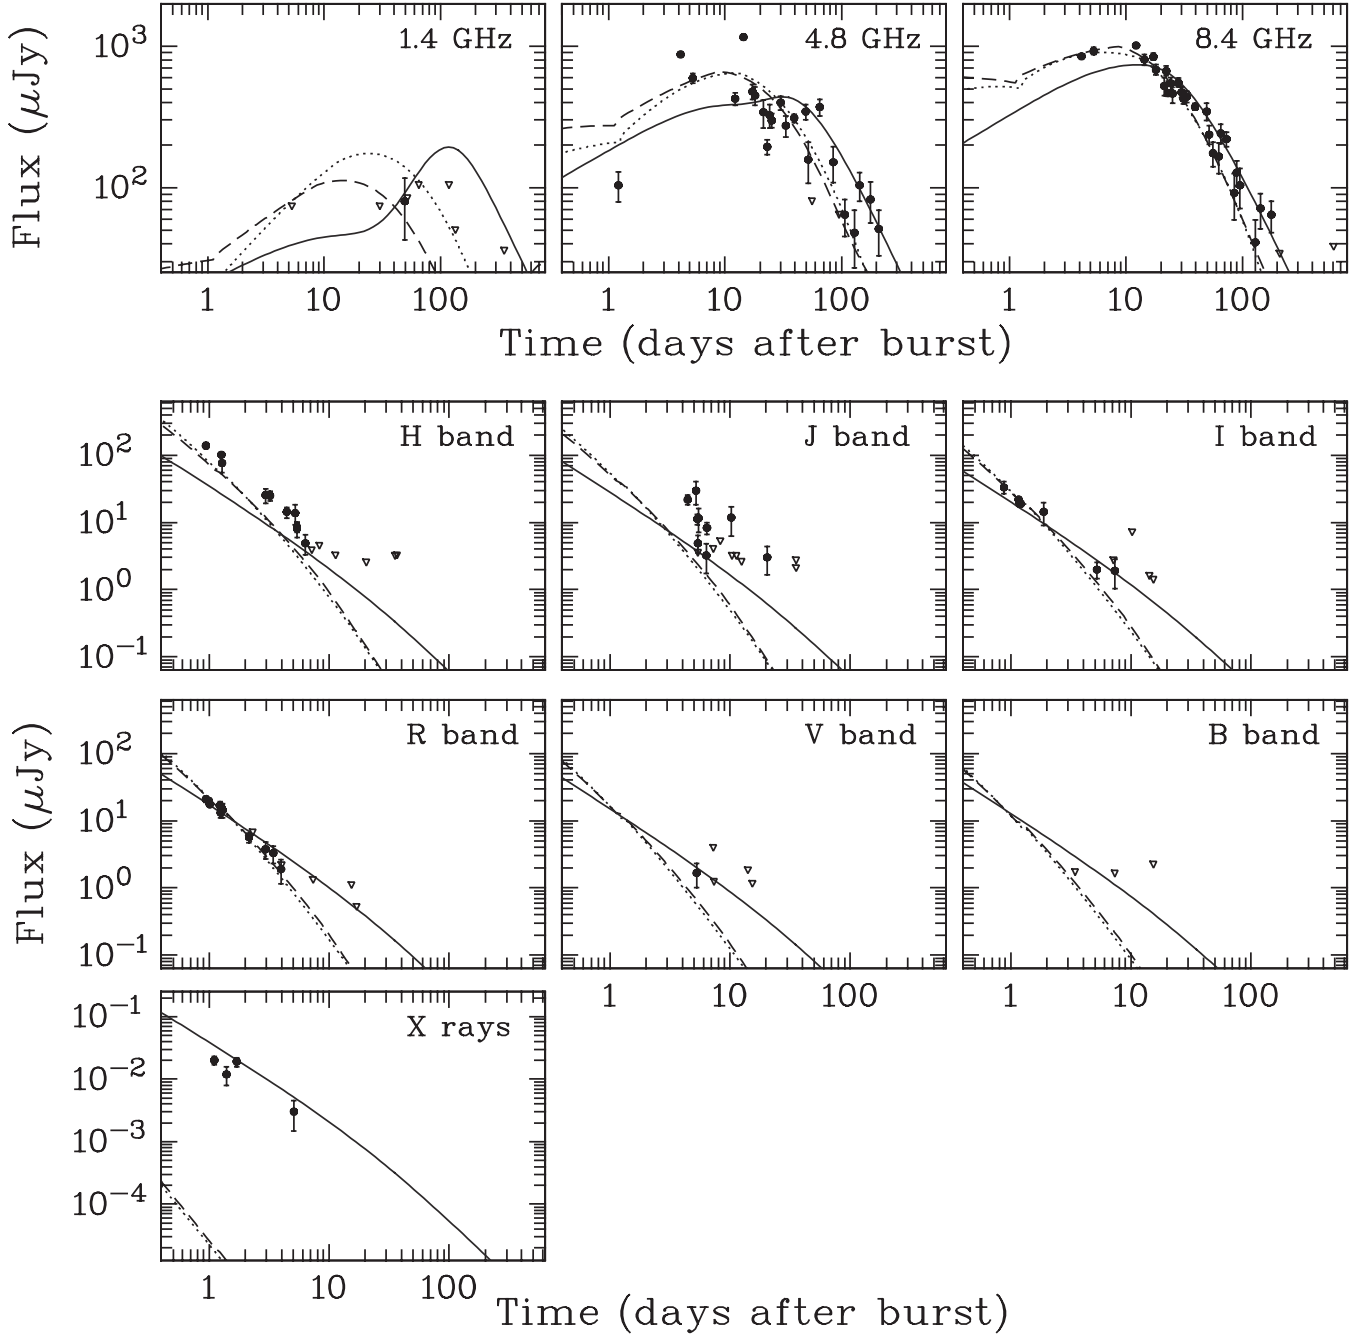 1.4 GHz 4.8 GHz 8.4 GHz
10³
10²
Flux (μJy)
1 10 100 1 10 100 1 10 100
Time (days after burst)
H band J band I band
10²
10¹
10⁰
10⁻¹
R band V band B band
10²
10¹
10⁰
10⁻¹
Flux (μJy)
1 10 100 1 10 100
X rays
10⁻¹
10⁻²
10⁻³
10⁻⁴
1 10 100
Time (days after burst)